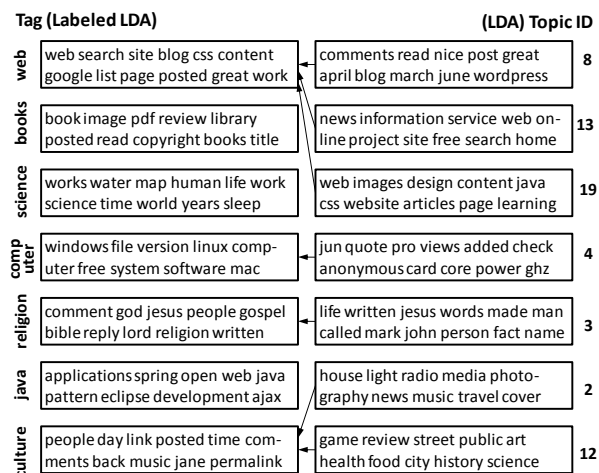 Tag (Labeled LDA)
(LDA) Topic ID
web
web search site blog css content
google list page posted great work
comments read nice post great
april blog march june wordpress
8
books
book image pdf review library
posted read copyright books title
news information service web on-
line project site free search home
13
science
works water map human life work
science time world years sleep
web images design content java
css website articles page learning
19
comp
uter
windows file version linux comp-
uter free system software mac
jun quote pro views added check
anonymous card core power ghz
4
religion
comment god jesus people gospel
bible reply lord religion written
life written jesus words made man
called mark john person fact name
3
java
applications spring open web java
pattern eclipse development ajax
house light radio media photo-
graphy news music travel cover
2
culture
people day link posted time com-
ments back music jane permalink
game review street public art
health food city history science
12